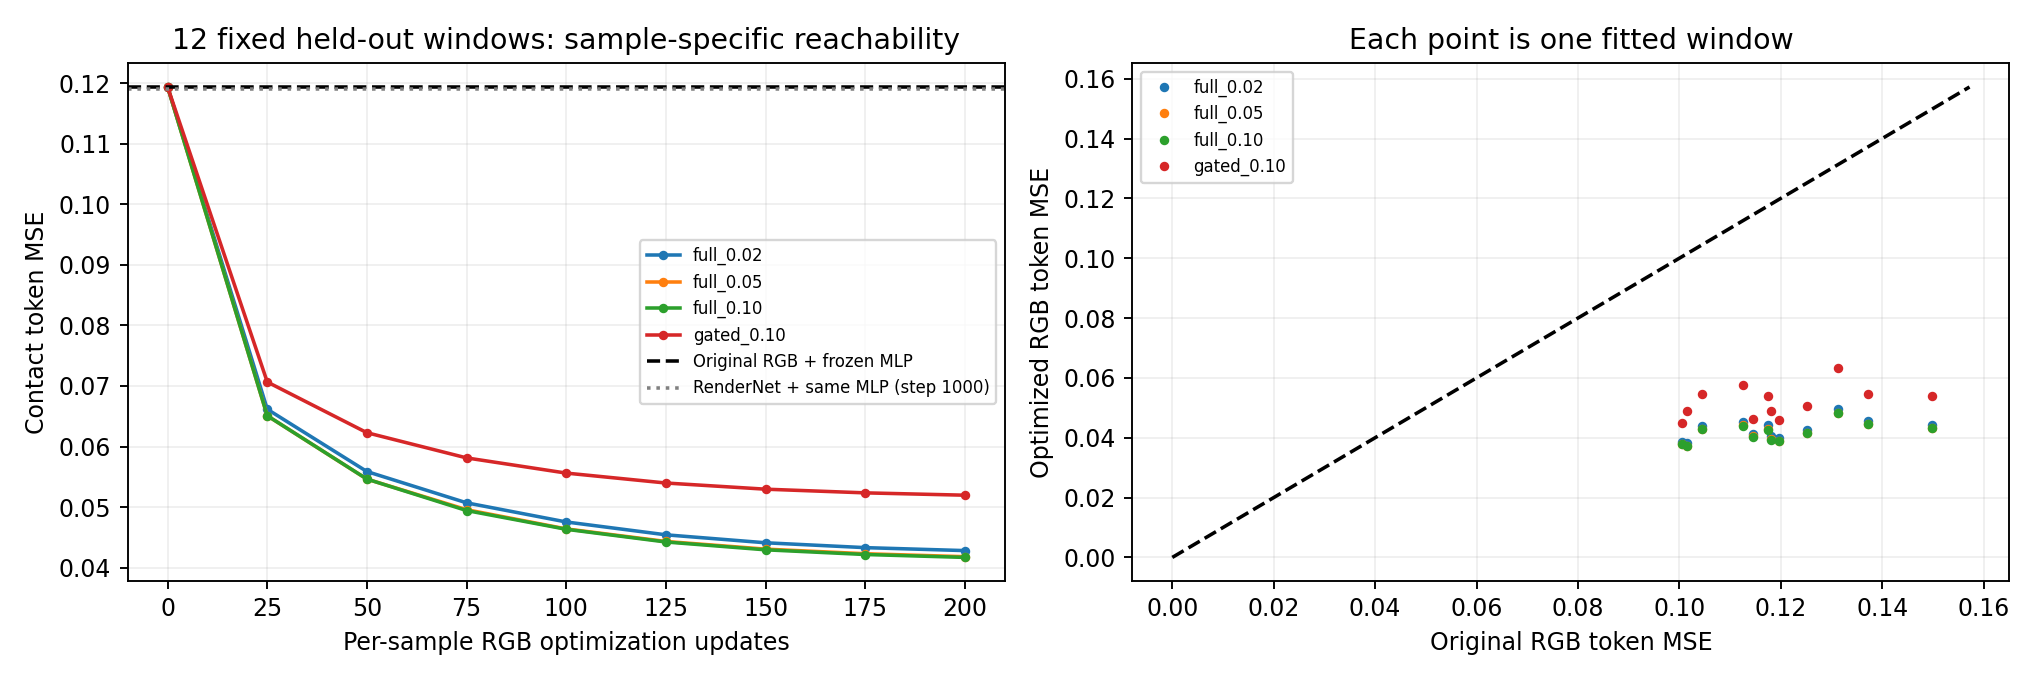 12 fixed held-out windows: sample-specific reachability
Contact token MSE
0.12
0.11
0.10
0.09
0.08
0.07
0.06
0.05
0.04
full_0.02
full_0.05
full_0.10
gated_0.10
Original RGB + frozen MLP
RenderNet + same MLP (step 1000)
0 25 50 75 100 125 150 175 200
Per-sample RGB optimization updates
Each point is one fitted window
Optimized RGB token MSE
0.16
0.14
0.12
0.10
0.08
0.06
0.04
0.02
0.00
full_0.02
full_0.05
full_0.10
gated_0.10
0.00 0.02 0.04 0.06 0.08 0.10 0.12 0.14 0.16
Original RGB token MSE